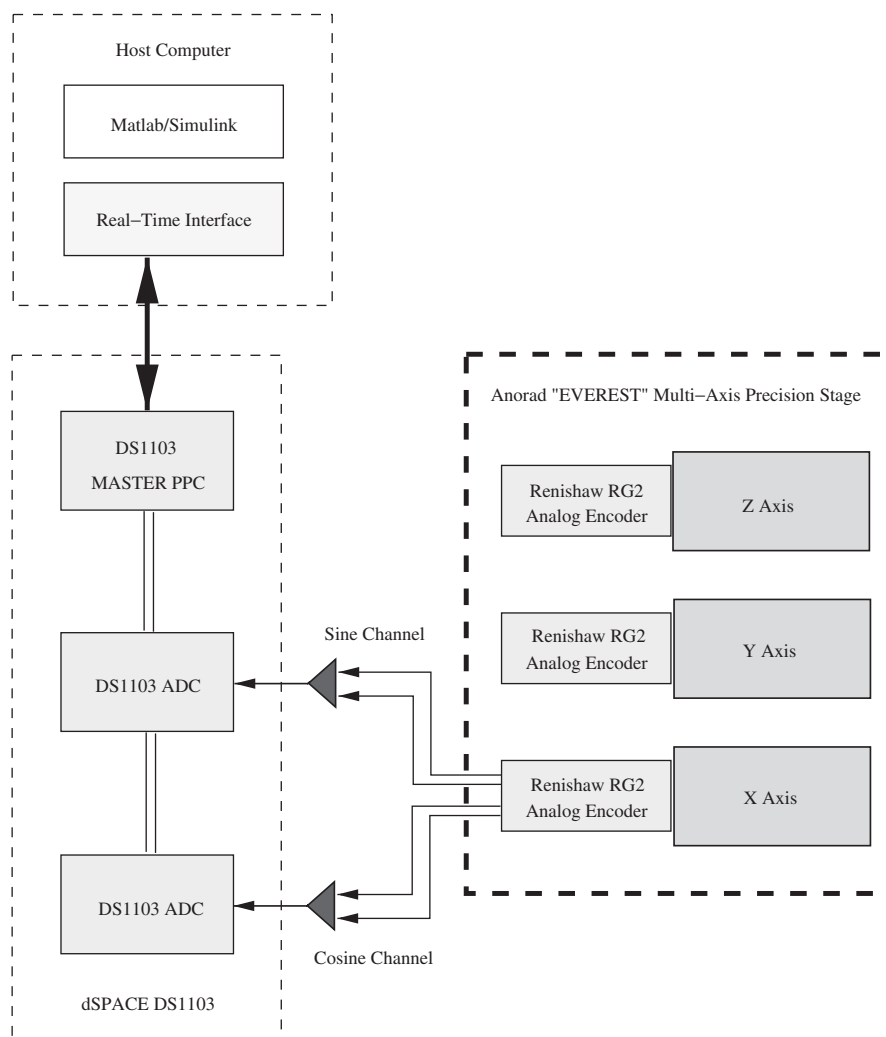 Host Computer
Matlab/Simulink
Real−Time Interface
Anorad "EVEREST" Multi−Axis Precision Stage
DS1103
MASTER PPC
Renishaw RG2
Analog Encoder
Z Axis
Sine Channel
Renishaw RG2
Analog Encoder
Y Axis
DS1103 ADC
Renishaw RG2
Analog Encoder
X Axis
DS1103 ADC
Cosine Channel
dSPACE DS1103